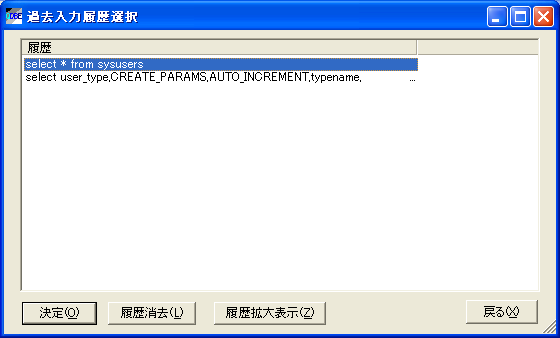 DBE 過去入力履歴選択
履歴
select * from sysusers
select user_type,CREATE_PARAMS,AUTO_INCREMENT,typename, ...
決定(O) 履歴消去(L) 履歴拡大表示(Z) 戻る(X)